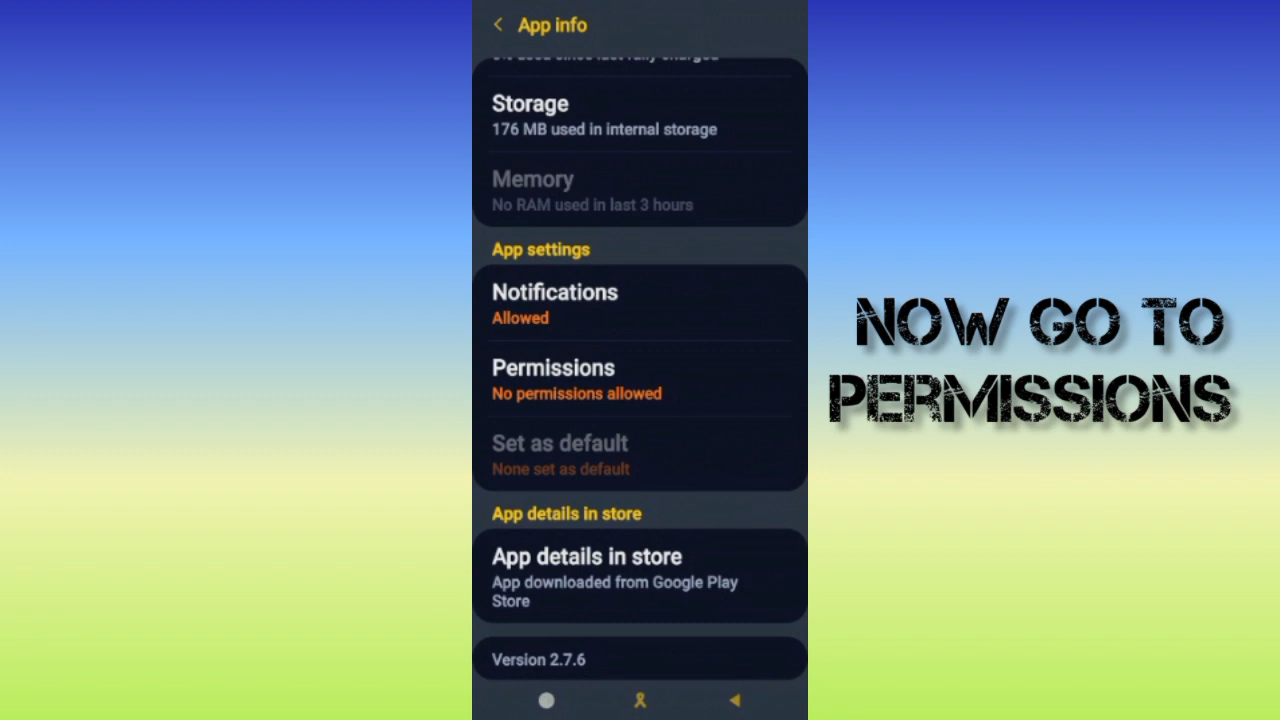 App info
Storage
176 MB used in internal storage
Memory
No RAM used in last 3 hours
App settings
Notifications
Allowed
Permissions
No permissions allowed
Set as default
None set as default
App details in store
App details in store
App downloaded from Google Play
Store
Version 2.7.6
NOW GO TO
PERMISSIONS